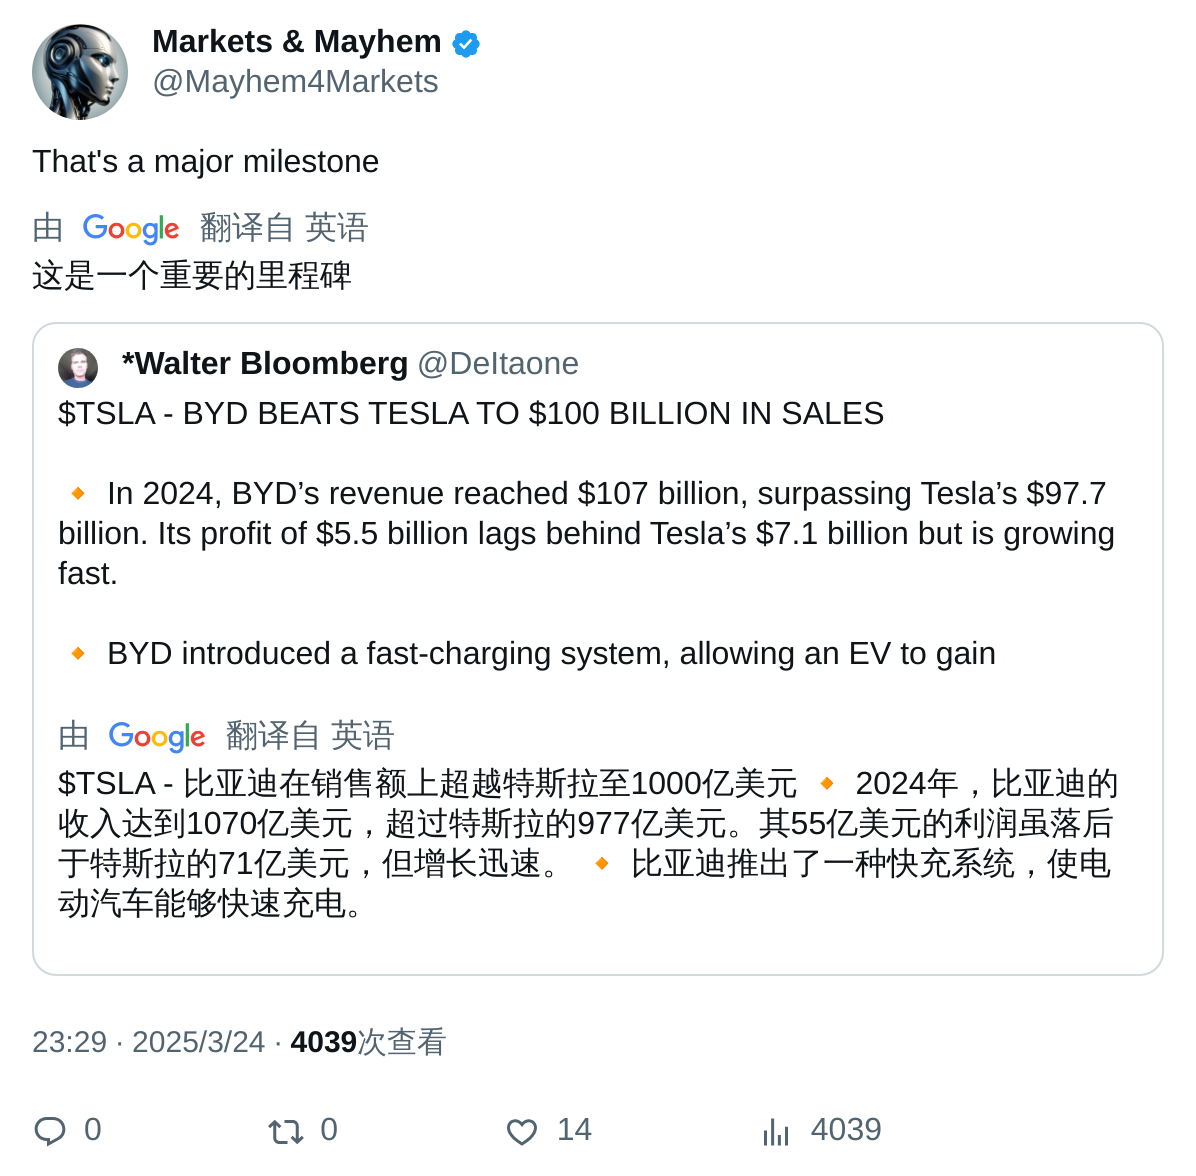 Markets & Mayhem
@Mayhem4Markets
That's a major milestone
由 Google 翻译自 英语
这是一个重要的里程碑
*Walter Bloomberg @DeItaone
$TSLA - BYD BEATS TESLA TO $100 BILLION IN SALES
🔸 In 2024, BYD’s revenue reached $107 billion, surpassing Tesla’s $97.7
billion. Its profit of $5.5 billion lags behind Tesla’s $7.1 billion but is growing
fast.
🔸 BYD introduced a fast-charging system, allowing an EV to gain
由 Google 翻译自 英语
$TSLA - 比亚迪在销售额上超越特斯拉至1000亿美元 🔸 2024年，比亚迪的
收入达到1070亿美元，超过特斯拉的977亿美元。其55亿美元的利润虽落后
于特斯拉的71亿美元，但增长迅速。 🔸 比亚迪推出了一种快充系统，使电
动汽车能够快速充电。
23:29 · 2025/3/24 · 4039次查看
0 0 14 4039